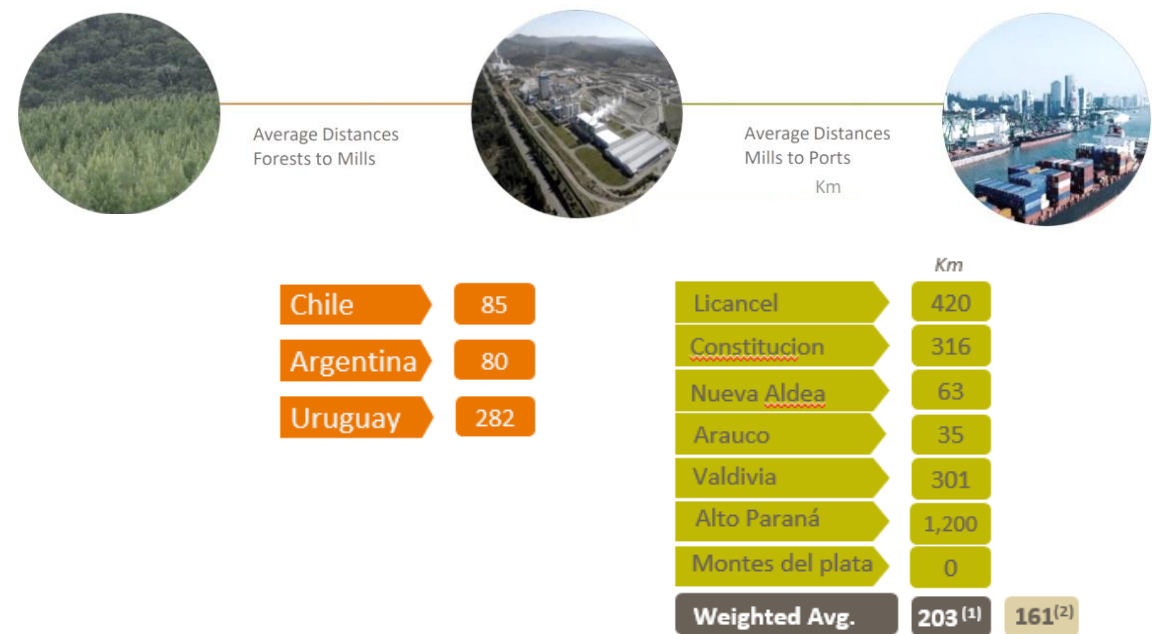 Average Distances
Forests to Mills
Average Distances
Mills to Ports
Km
Chile 85
Argentina 80
Uruguay 282
Km
Licancel 420
Constitucion 316
Nueva Aldea 63
Arauco 35
Valdivia 301
Alto Paraná 1,200
Montes del plata 0
Weighted Avg. 203 (1) 161(2)